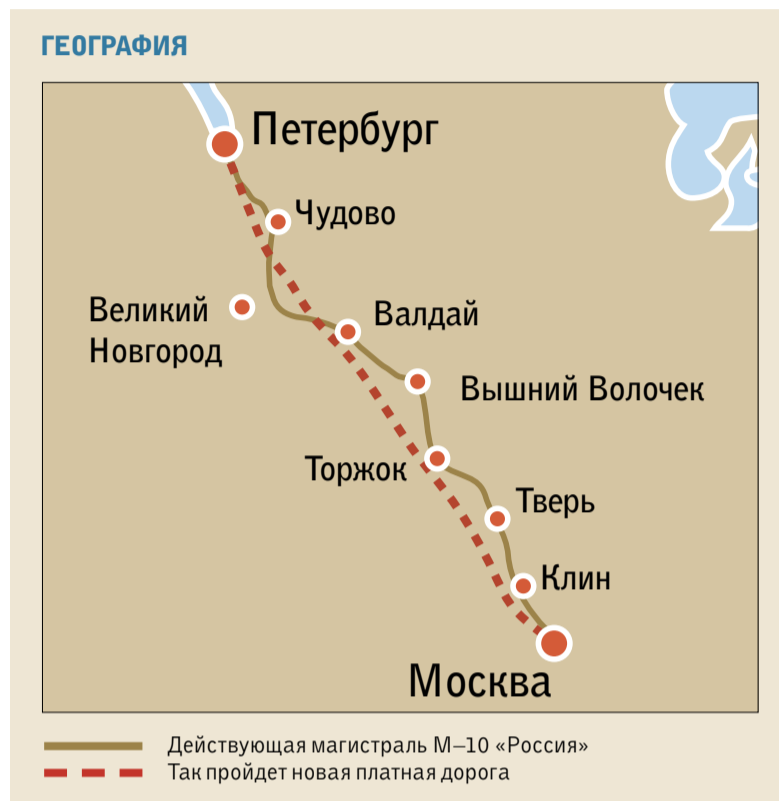 ГЕОГРАФИЯ
Петербург
Чудово
Великий
Новгород
Валдай
Вышний Волочек
Торжок
Тверь
Клин
Москва
Действующая магистраль М–10 «Россия»
Так пройдет новая платная дорога